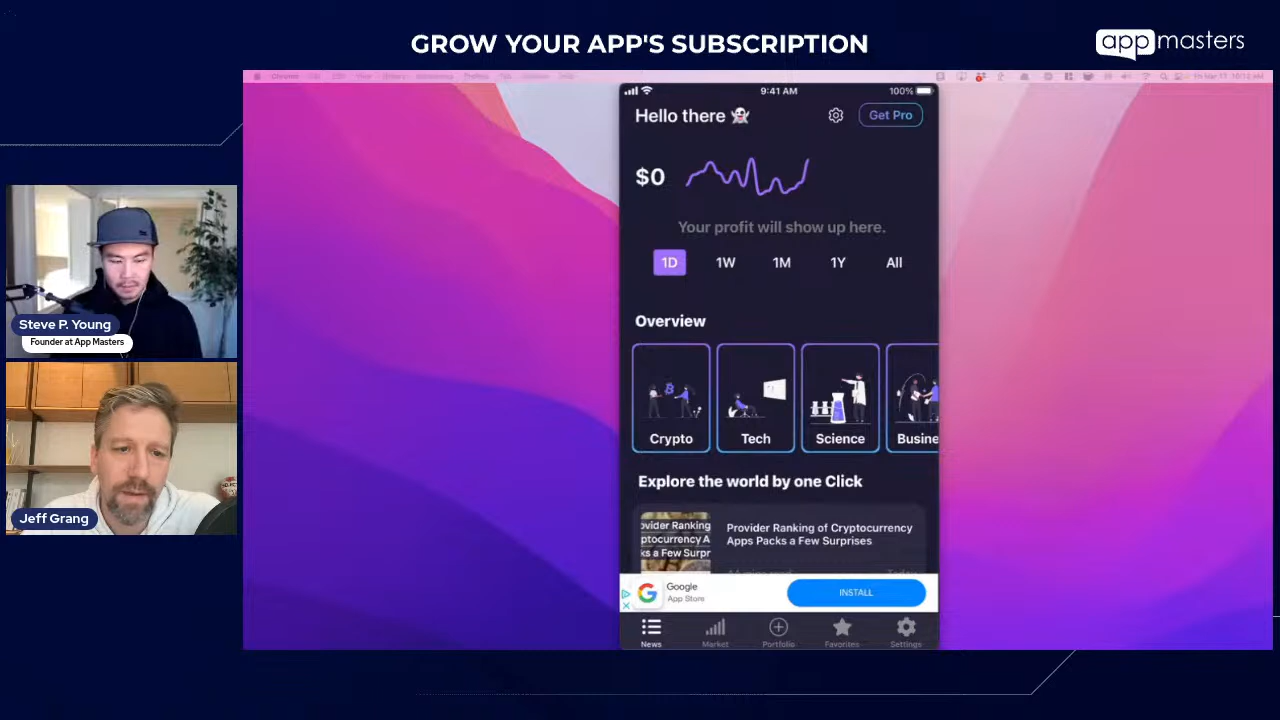 GROW YOUR APP'S SUBSCRIPTION
app masters
Chrome
9:41 AM
100%
Hello there
Get Pro
$0
Your profit will show up here.
1D
1W
1M
1Y
All
Overview
Crypto
Tech
Science
Busine
Explore the world by one Click
Provider Ranking of Cryptocurrency
Apps Packs a Few Surprises
Today
Google
App Store
INSTALL
News
Market
Portfolio
Favorites
Settings
Steve P. Young
Founder at App Masters
Jeff Grang